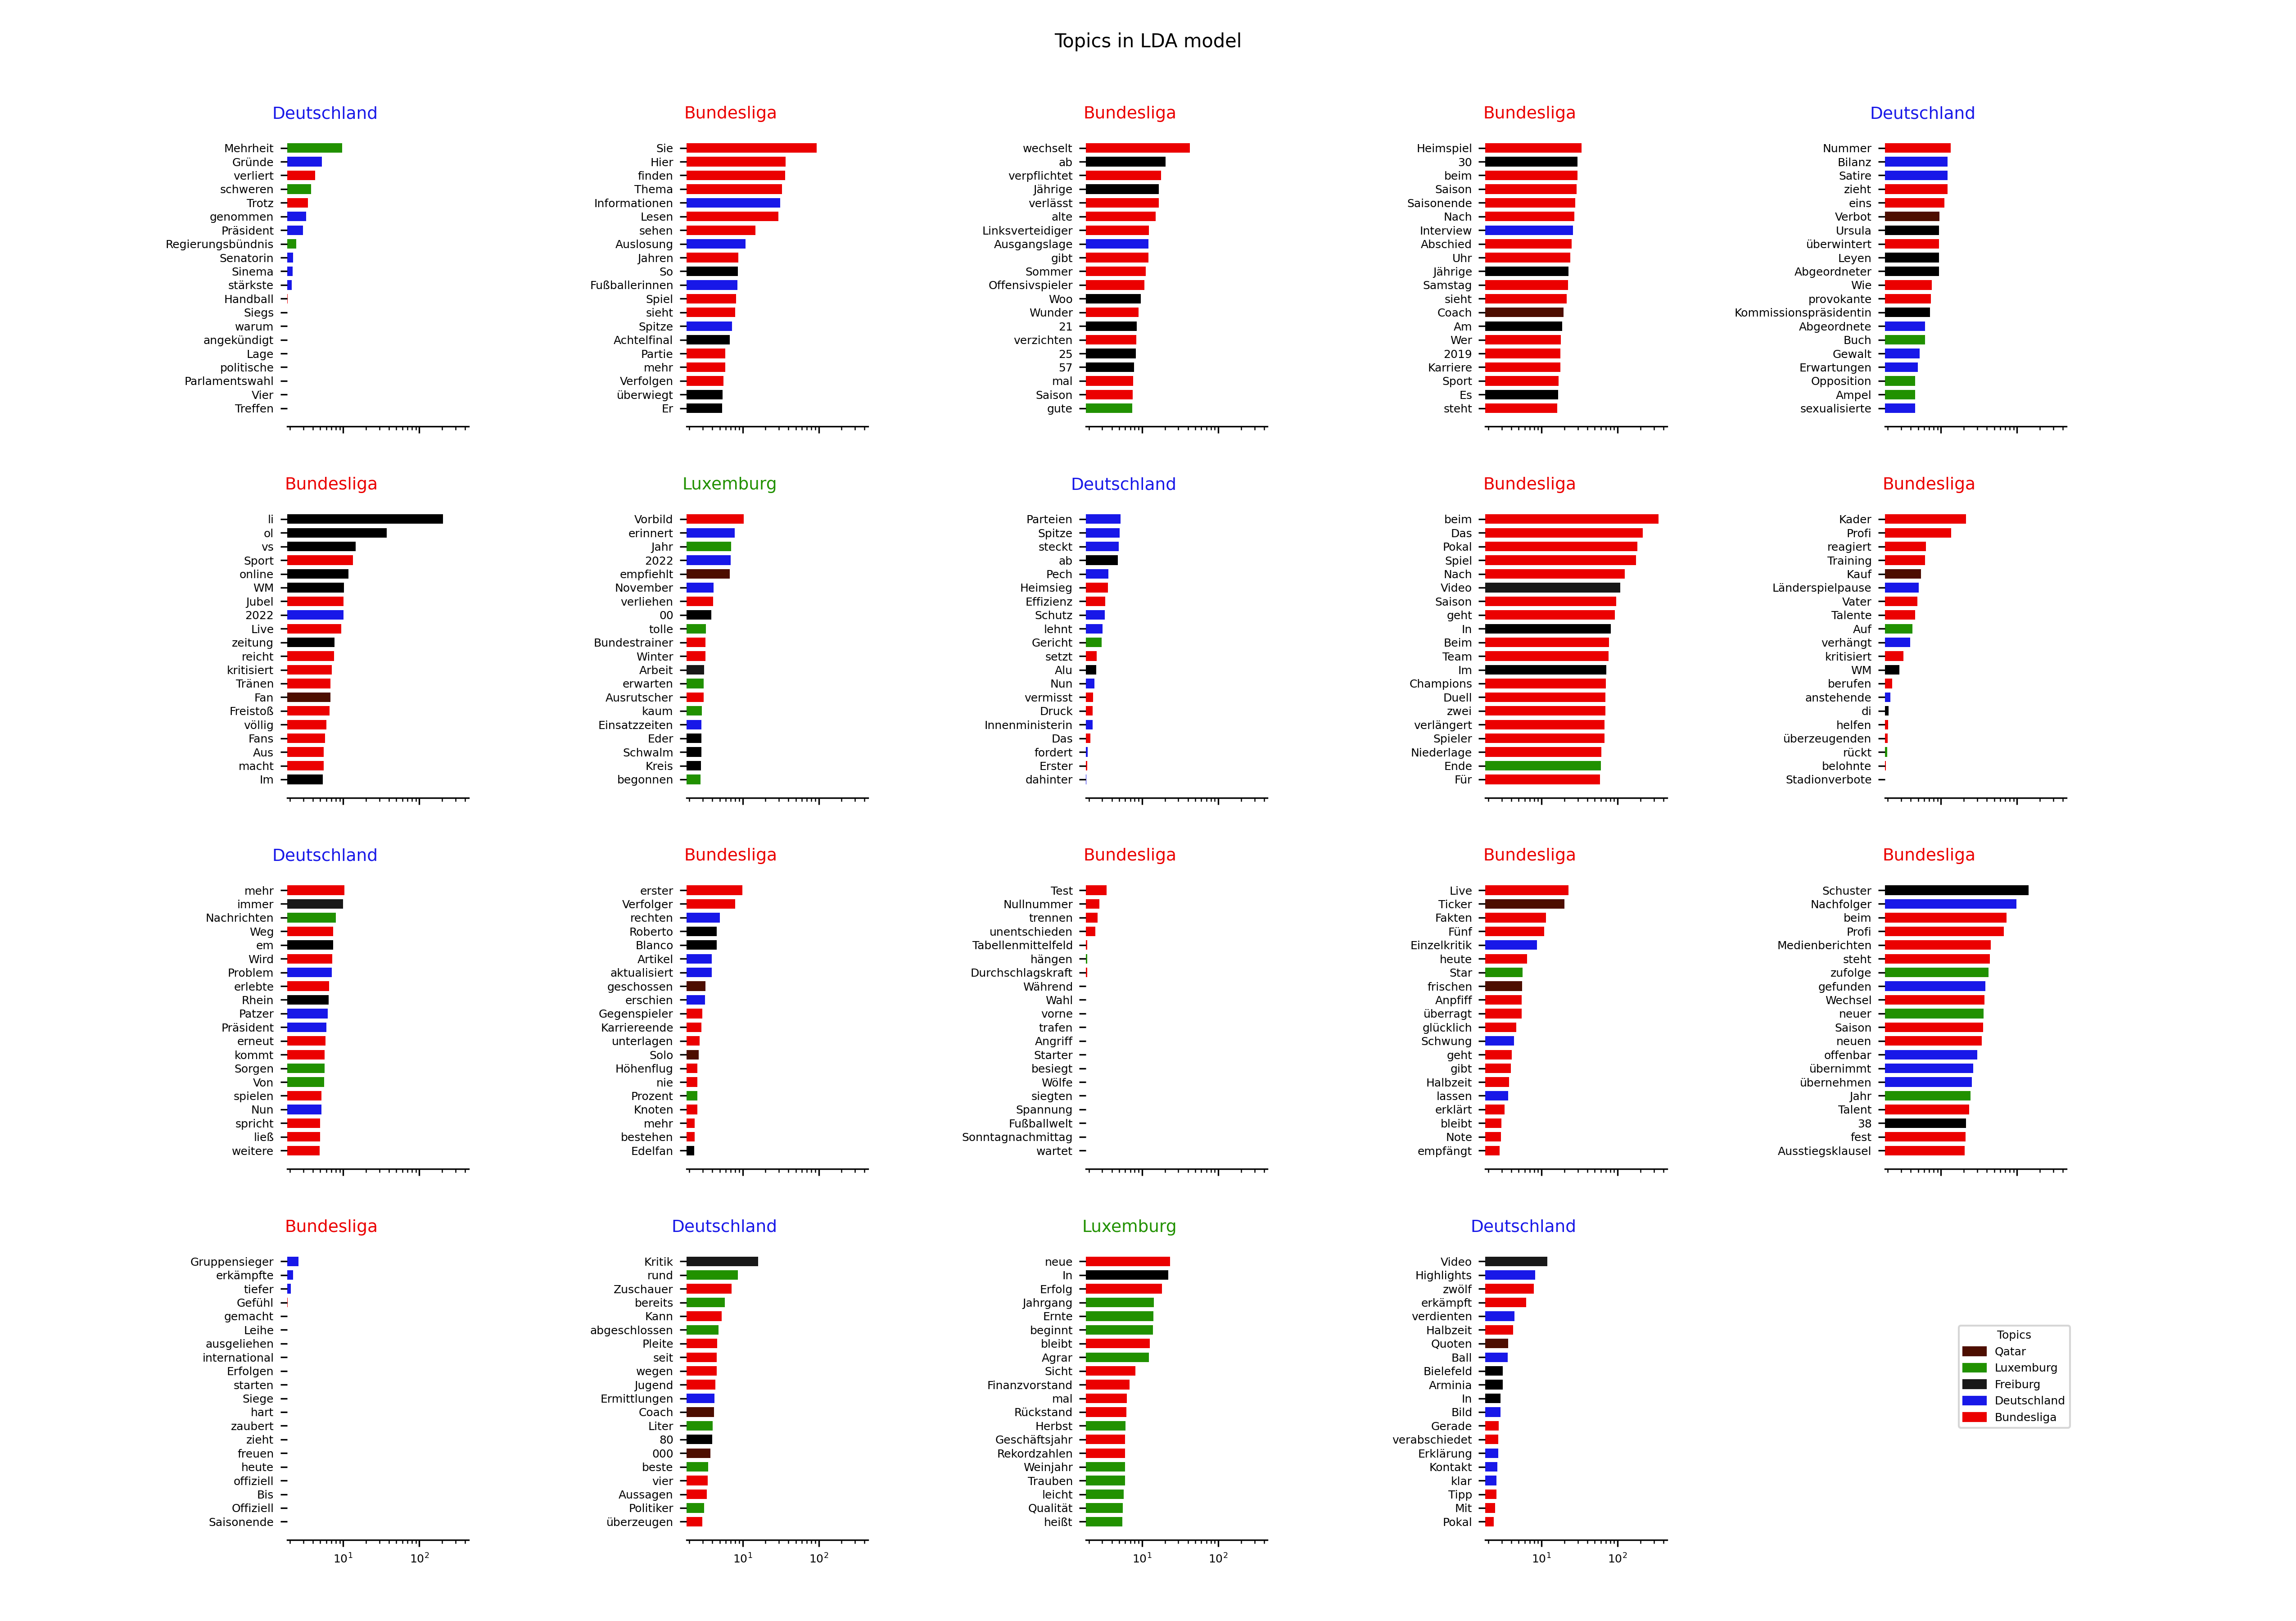 Topics in LDA model
Deutschland
Mehrheit
Gründe
verliert
schweren
Trotz
genommen
Präsident
Regierungsbündnis
Senatorin
Sinema
stärkste
Handball
Siegs
warum
angekündigt
Lage
politische
Parlamentswahl
Vier
Treffen
Bundesliga
Sie
Hier
finden
Thema
Informationen
Lesen
sehen
Auslosung
Jahren
So
Fußballerinnen
Spiel
sieht
Spitze
Achtelfinal
Partie
mehr
Verfolgen
überwiegt
Er
Bundesliga
wechselt
ab
verpflichtet
Jährige
verlässt
alte
Linksverteidiger
Ausgangslage
gibt
Sommer
Offensivspieler
Woo
Wunder
21
verzichten
25
57
mal
Saison
gute
Bundesliga
Heimspiel
30
beim
Saison
Saisonende
Nach
Interview
Abschied
Uhr
Jährige
Samstag
sieht
Coach
Am
Wer
2019
Karriere
Sport
Es
steht
Deutschland
Nummer
Bilanz
Satire
zieht
eins
Verbot
Ursula
überwintert
Leyen
Abgeordneter
Wie
provokante
Kommissionspräsidentin
Abgeordnete
Buch
Gewalt
Erwartungen
Opposition
Ampel
sexualisierte
Bundesliga
li
ol
vs
Sport
online
WM
Jubel
2022
Live
zeitung
reicht
kritisiert
Tränen
Fan
Freistoß
völlig
Fans
Aus
macht
Im
Luxemburg
Vorbild
erinnert
Jahr
2022
empfiehlt
November
verliehen
00
tolle
Bundestrainer
Winter
Arbeit
erwarten
Ausrutscher
kaum
Einsatzzeiten
Eder
Schwalm
Kreis
begonnen
Deutschland
Parteien
Spitze
steckt
ab
Pech
Heimsieg
Effizienz
Schutz
lehnt
Gericht
setzt
Alu
Nun
vermisst
Druck
Innenministerin
Das
fordert
Erster
dahinter
Bundesliga
beim
Das
Pokal
Spiel
Nach
Video
Saison
geht
In
Beim
Team
Im
Champions
Duell
zwei
verlängert
Spieler
Niederlage
Ende
Für
Bundesliga
Kader
Profi
reagiert
Training
Kauf
Länderspielpause
Vater
Talente
Auf
verhängt
kritisiert
WM
berufen
anstehende
di
helfen
überzeugenden
rückt
belohnte
Stadionverbote
Deutschland
mehr
immer
Nachrichten
Weg
em
Wird
Problem
erlebte
Rhein
Patzer
Präsident
erneut
kommt
Sorgen
Von
spielen
Nun
spricht
ließ
weitere
Bundesliga
erster
Verfolger
rechten
Roberto
Blanco
Artikel
aktualisiert
geschossen
erschien
Gegenspieler
Karriereende
unterlagen
Solo
Höhenflug
nie
Prozent
Knoten
mehr
bestehen
Edelfan
Bundesliga
Test
Nullnummer
trennen
unentschieden
Tabellenmittelfeld
hängen
Durchschlagskraft
Während
Wahl
vorne
trafen
Angriff
Starter
besiegt
Wölfe
siegten
Spannung
Fußballwelt
Sonntagnachmittag
wartet
Bundesliga
Live
Ticker
Fakten
Fünf
Einzelkritik
heute
Star
frischen
Anpfiff
überragt
glücklich
Schwung
geht
gibt
Halbzeit
lassen
erklärt
bleibt
Note
empfängt
Bundesliga
Schuster
Nachfolger
beim
Profi
Medienberichten
steht
zufolge
gefunden
Wechsel
neuer
Saison
neuen
offenbar
übernimmt
übernehmen
Jahr
Talent
38
fest
Ausstiegsklausel
Bundesliga
Gruppensieger
erkämpfte
tiefer
Gefühl
gemacht
Leihe
ausgeliehen
international
Erfolgen
starten
Siege
hart
zaubert
zieht
freuen
heute
offiziell
Bis
Offiziell
Saisonende
10¹ 10²
Deutschland
Kritik
rund
Zuschauer
bereits
Kann
abgeschlossen
Pleite
seit
wegen
Jugend
Ermittlungen
Coach
Liter
80
000
beste
vier
Aussagen
Politiker
überzeugen
10¹ 10²
Luxemburg
neue
In
Erfolg
Jahrgang
Ernte
beginnt
bleibt
Agrar
Sicht
Finanzvorstand
mal
Rückstand
Herbst
Geschäftsjahr
Rekordzahlen
Weinjahr
Trauben
leicht
Qualität
heißt
10¹ 10²
Deutschland
Video
Highlights
zwölf
erkämpft
verdienten
Halbzeit
Quoten
Ball
Bielefeld
Arminia
In
Bild
Gerade
verabschiedet
Erklärung
Kontakt
klar
Tipp
Mit
Pokal
10¹ 10²
Topics
Qatar
Luxemburg
Freiburg
Deutschland
Bundesliga